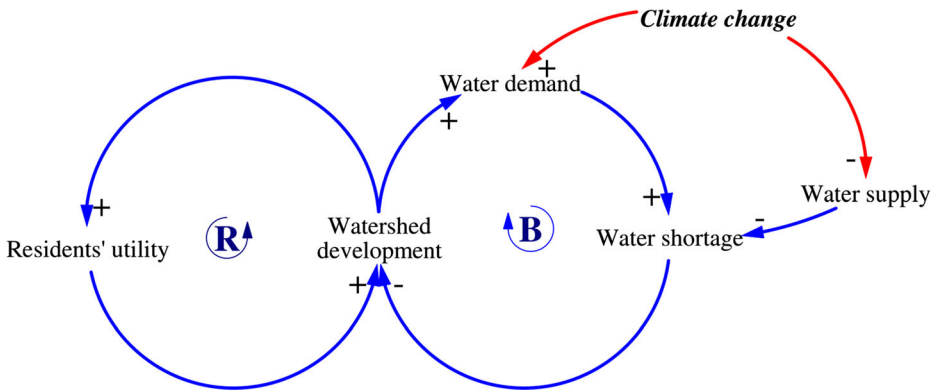 Climate change
+
Water demand
+
-
+
Water supply
+
-
Watershed
development
R
B
Residents' utility
Water shortage
+
-